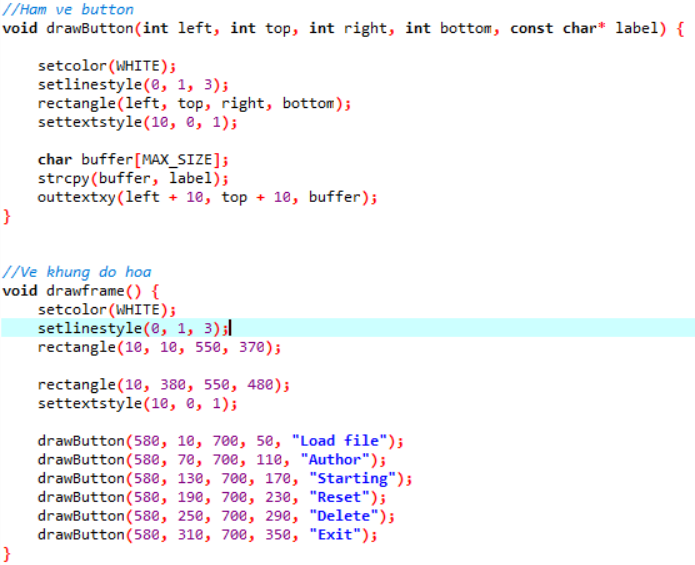 //Ham ve button
void drawButton(int left, int top, int right, int bottom, const char* label) {
setcolor(WHITE);
setlinestyle(0, 1, 3);
rectangle(left, top, right, bottom);
settextstyle(10, 0, 1);
char buffer[MAX_SIZE];
strcpy(buffer, label);
outtextxy(left + 10, top + 10, buffer);
}
//Ve khung do hoa
void drawframe() {
setcolor(WHITE);
setlinestyle(0, 1, 3);
rectangle(10, 10, 550, 370);
rectangle(10, 380, 550, 480);
settextstyle(10, 0, 1);
drawButton(580, 10, 700, 50, "Load file");
drawButton(580, 70, 700, 110, "Author");
drawButton(580, 130, 700, 170, "Starting");
drawButton(580, 190, 700, 230, "Reset");
drawButton(580, 250, 700, 290, "Delete");
drawButton(580, 310, 700, 350, "Exit");
}